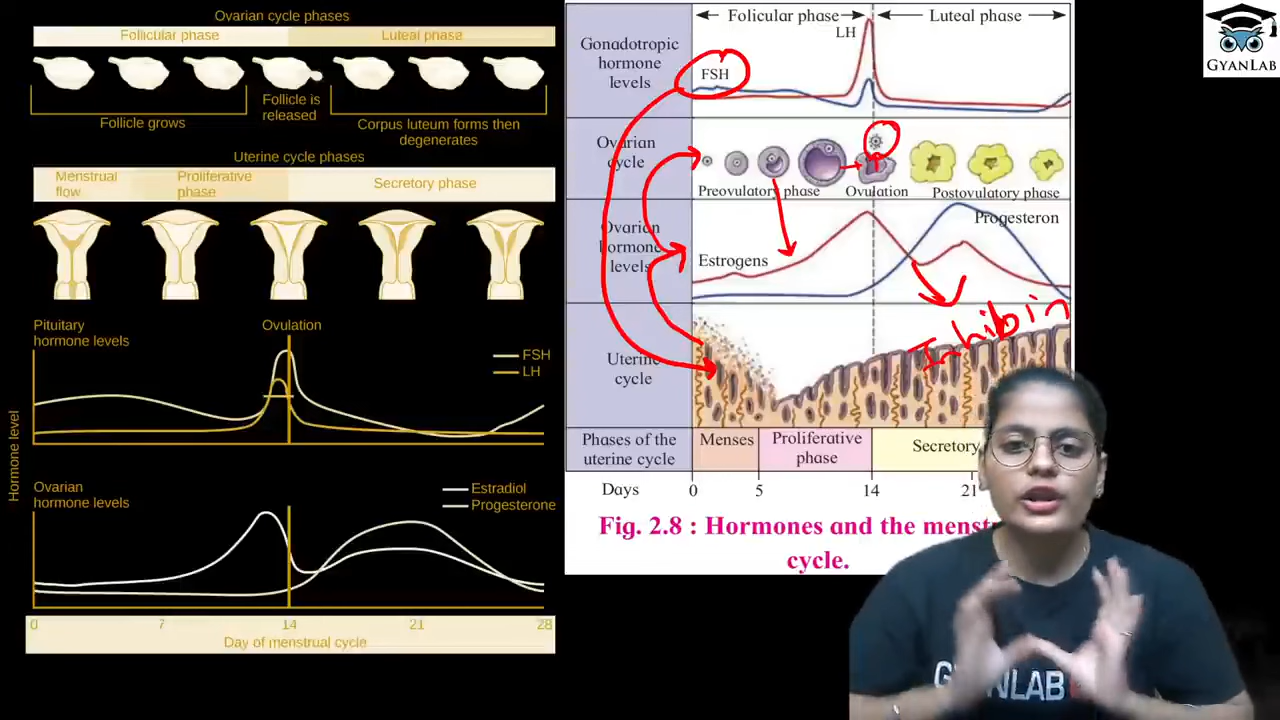 Ovarian cycle phases
Follicular phase
Luteal phase
Follicle grows
Follicle is
released
Corpus luteum forms then
degenerates
Uterine cycle phases
Menstrual
flow
Proliferative
phase
Secretory phase
Pituitary
hormone levels
Ovulation
FSH
LH
Hormone level
Ovarian
hormone levels
Estradiol
Progesterone
0 7 14 21 28
Day of menstrual cycle
Folicular phase
Luteal phase
Gonadotropic
hormone
levels
FSH
LH
Ovarian
cycle
Preovulatory phase
Ovulation
Postovulatory phase
Ovarian
hormone
levels
Estrogens
Progesteron
Inhibin
Uterine
cycle
Phases of the
uterine cycle
Menses
Proliferative
phase
Secretory
Days
0 5 14 21
Fig. 2.8 : Hormones and the menst
cycle.
GYANLAB
GYANLAB